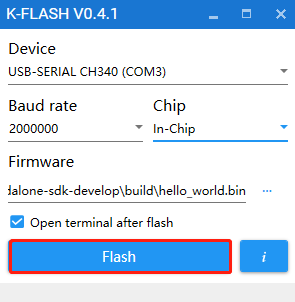 K-FLASH V0.4.1
Device
USB-SERIAL CH340 (COM3)
Baud rate Chip
2000000 In-Chip
Firmware
dalone-sdk-develop\build\hello_world.bin ...
Open terminal after flash
Flash i